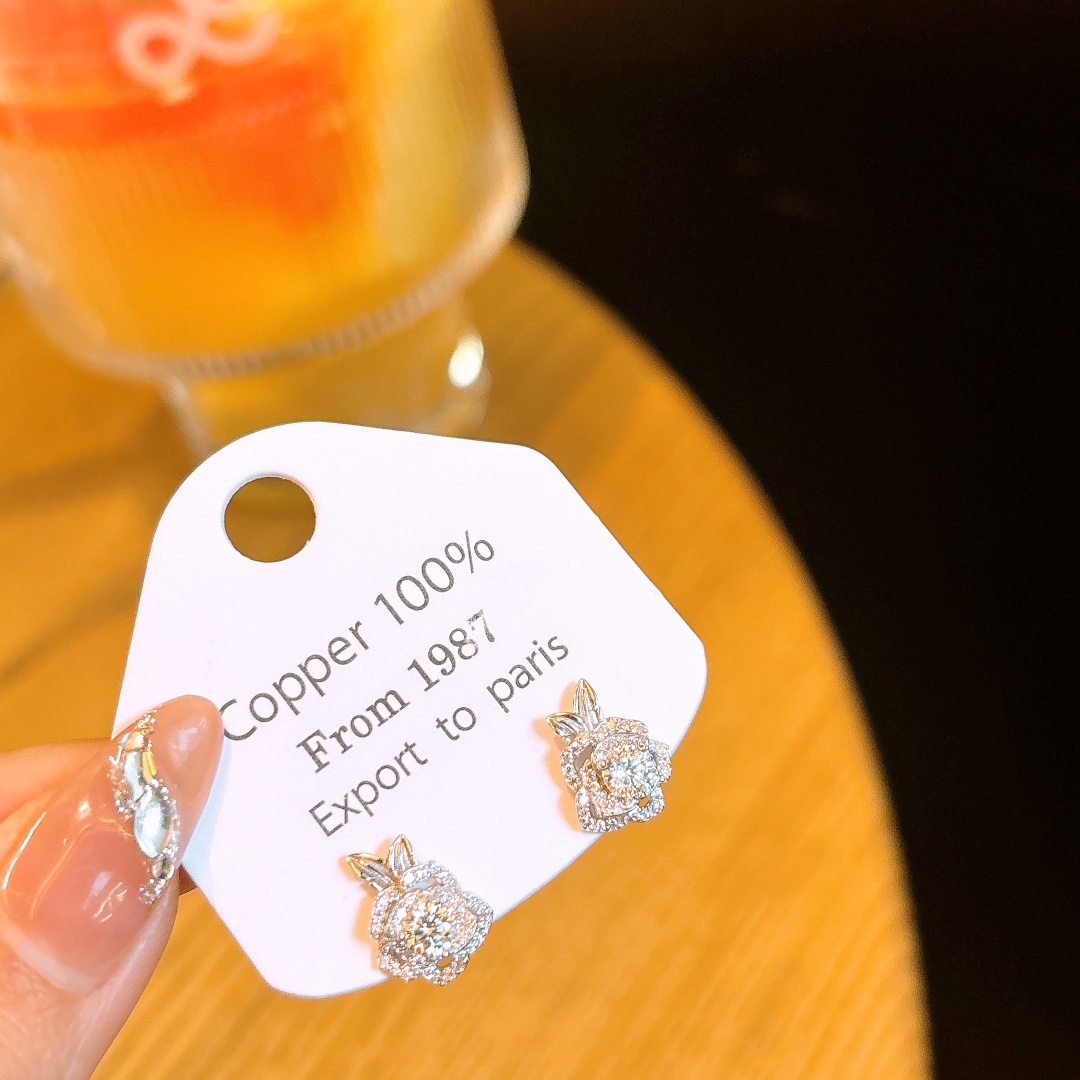 Copper 100%
From 1987
Export to paris